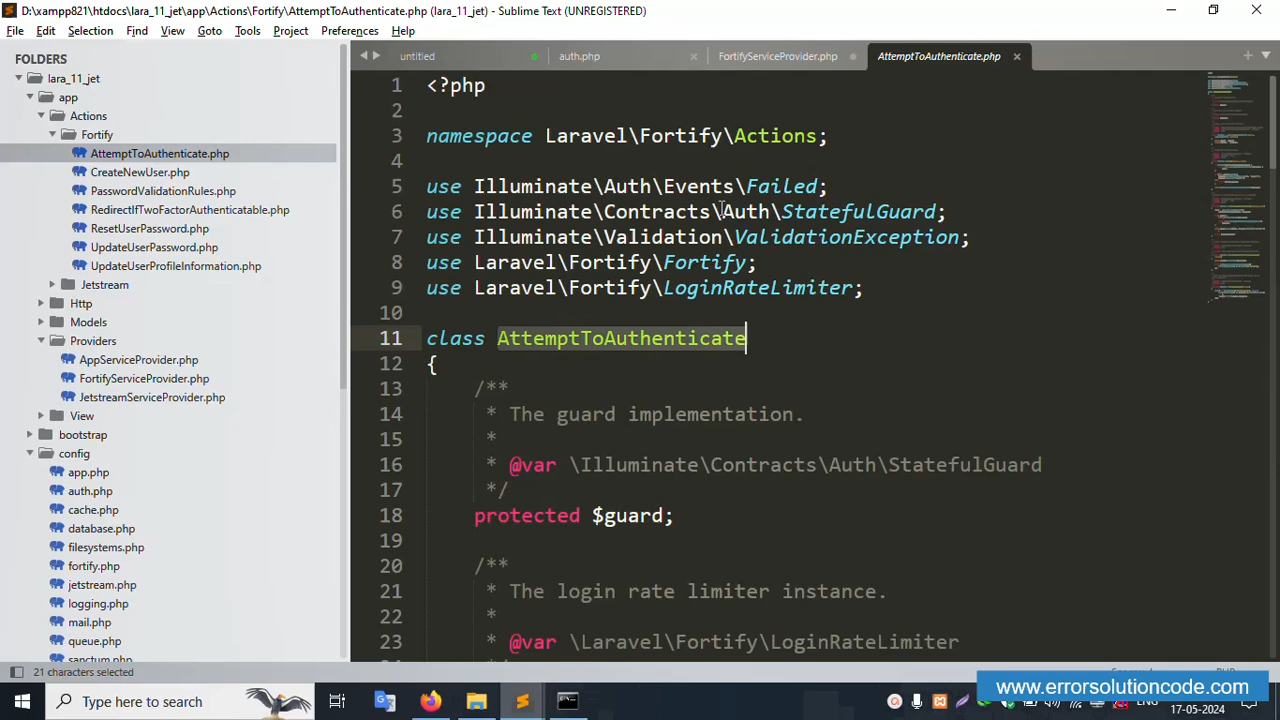 D:\xampp821\htdocs\lara_11_jet\app\Actions\Fortify\AttemptToAuthenticate.php (lara_11_jet) - Sublime Text (UNREGISTERED)
File Edit Selection Find View Goto Tools Project Preferences Help
FOLDERS
lara_11_jet
app
Actions
Fortify
AttemptToAuthenticate.php
CreateNewUser.php
PasswordValidationRules.php
RedirectIfTwoFactorAuthenticatable.php
ResetUserPassword.php
UpdateUserPassword.php
UpdateUserProfileInformation.php
Jetstream
Http
Models
Providers
AppServiceProvider.php
FortifyServiceProvider.php
JetstreamServiceProvider.php
View
bootstrap
config
app.php
auth.php
cache.php
database.php
filesystems.php
fortify.php
jetstream.php
logging.php
mail.php
queue.php
sanctum.php
untitled auth.php FortifyServiceProvider.php AttemptToAuthenticate.php
1 <?php
2
3 namespace Laravel\Fortify\Actions;
4
5 use Illuminate\Auth\Events\Failed;
6 use Illuminate\Contracts\Auth\StatefulGuard;
7 use Illuminate\Validation\ValidationException;
8 use Laravel\Fortify\Fortify;
9 use Laravel\Fortify\LoginRateLimiter;
10
11 class AttemptToAuthenticate
12 {
13 /**
14 * The guard implementation.
15 *
16 * @var \Illuminate\Contracts\Auth\StatefulGuard
17 */
18 protected $guard;
19
20 /**
21 * The login rate limiter instance.
22 *
23 * @var \Laravel\Fortify\LoginRateLimiter
21 characters selected
www.errorsolutioncode.com
Type here to search
17-05-2024